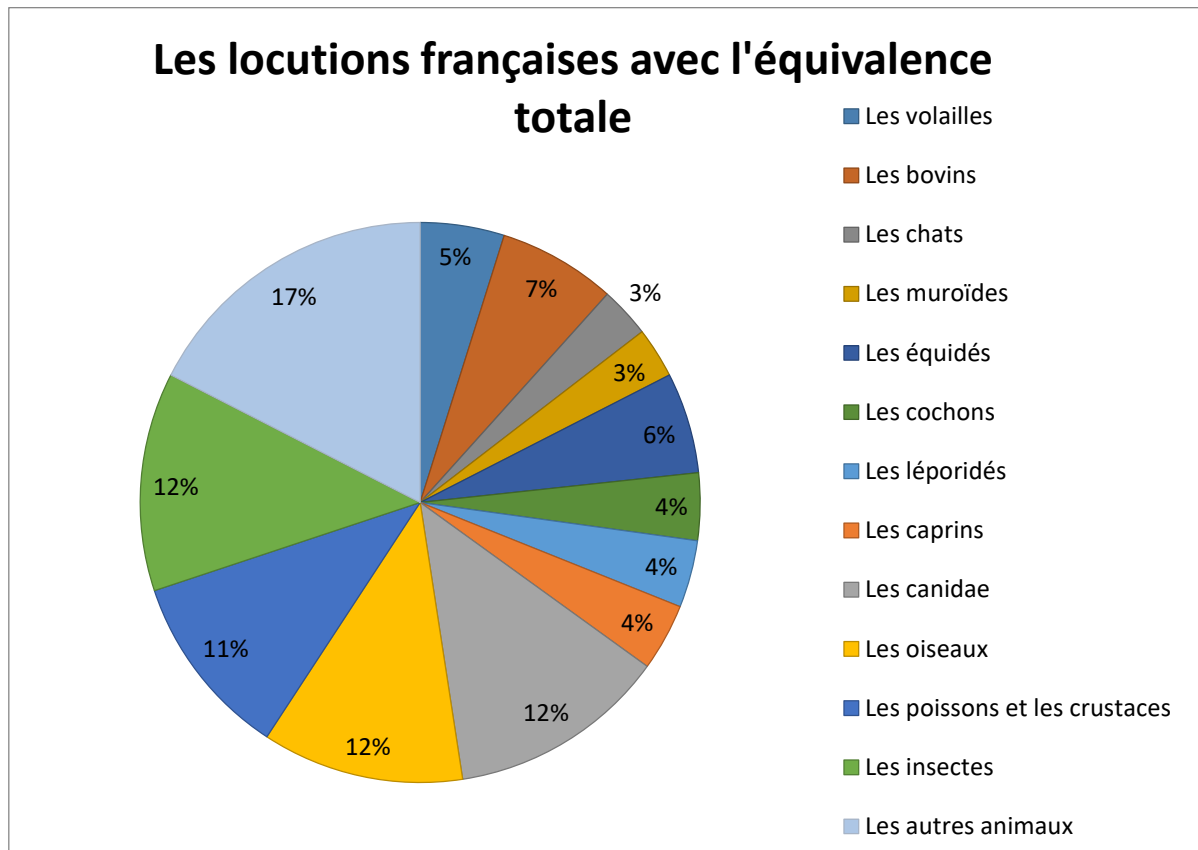 Les locutions françaises avec l'équivalence
totale
Les volailles
Les bovins
Les chats
Les muroïdes
Les équidés
Les cochons
Les léporidés
Les caprins
Les canidae
Les oiseaux
Les poissons et les crustaces
Les insectes
Les autres animaux
5%
7%
3%
3%
6%
4%
4%
4%
12%
12%
11%
12%
17%